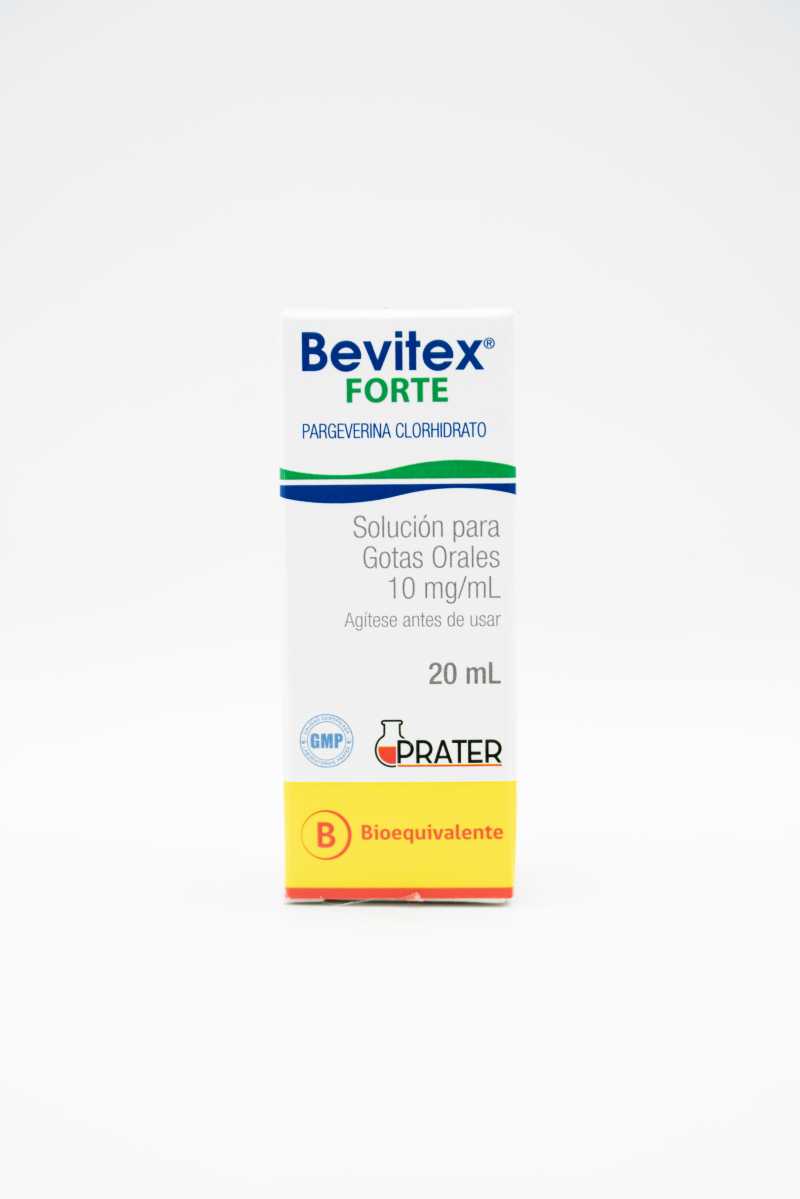 Bevitex®
FORTE
PARGEVERINA CLORHIDRATO
Solución para
Gotas Orales
10 mg/mL
Agítese antes de usar
20 mL
GMP
PRATER
B Bioequivalente